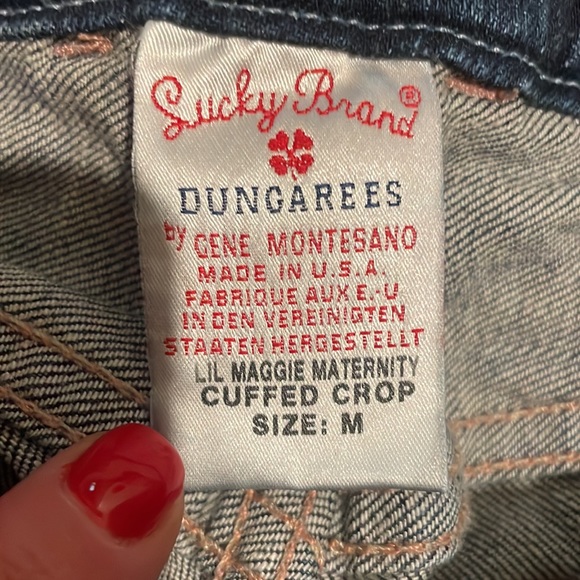 Lucky Brand®
DUNGAREES
by GENE MONTESANO
MADE IN U.S.A.
FABRIQUE AUX E.-U
IN DEN VEREINIGTEN
STAATEN HERGESTELLT
LIL MAGGIE MATERNITY
CUFFED CROP
SIZE: M